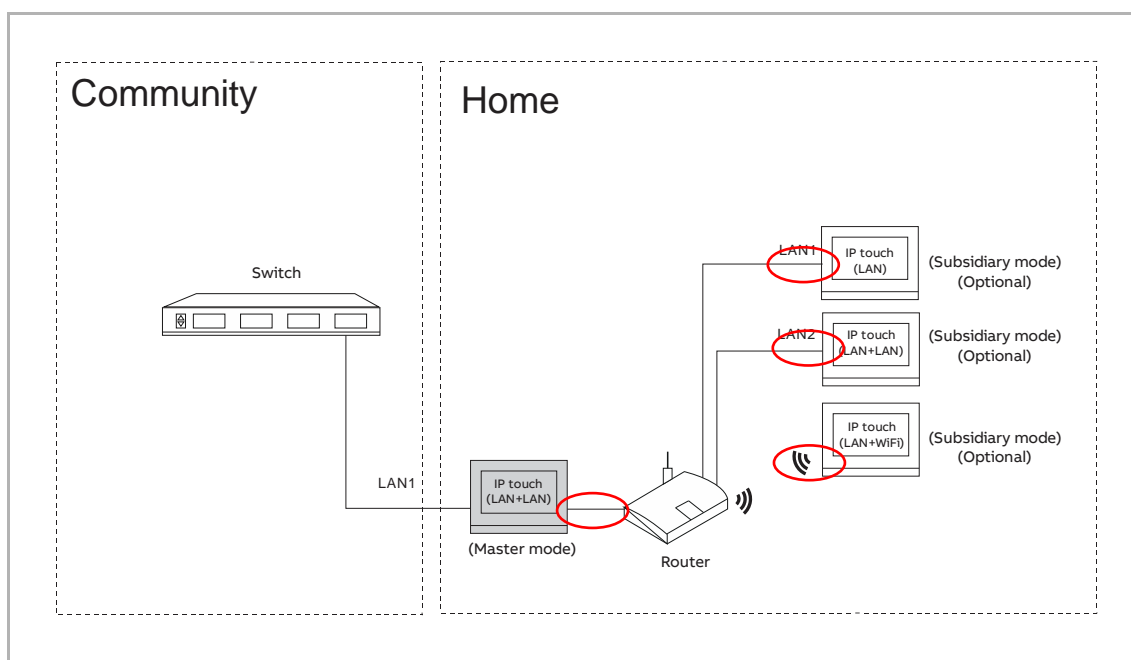 Community
Home
Switch
LAN1
IP touch
(LAN+LAN)
(Master mode)
Router
LAN1
IP touch
(LAN)
(Subsidiary mode)
(Optional)
LAN2
IP touch
(LAN+LAN)
(Subsidiary mode)
(Optional)
IP touch
(LAN+WiFi)
(Subsidiary mode)
(Optional)